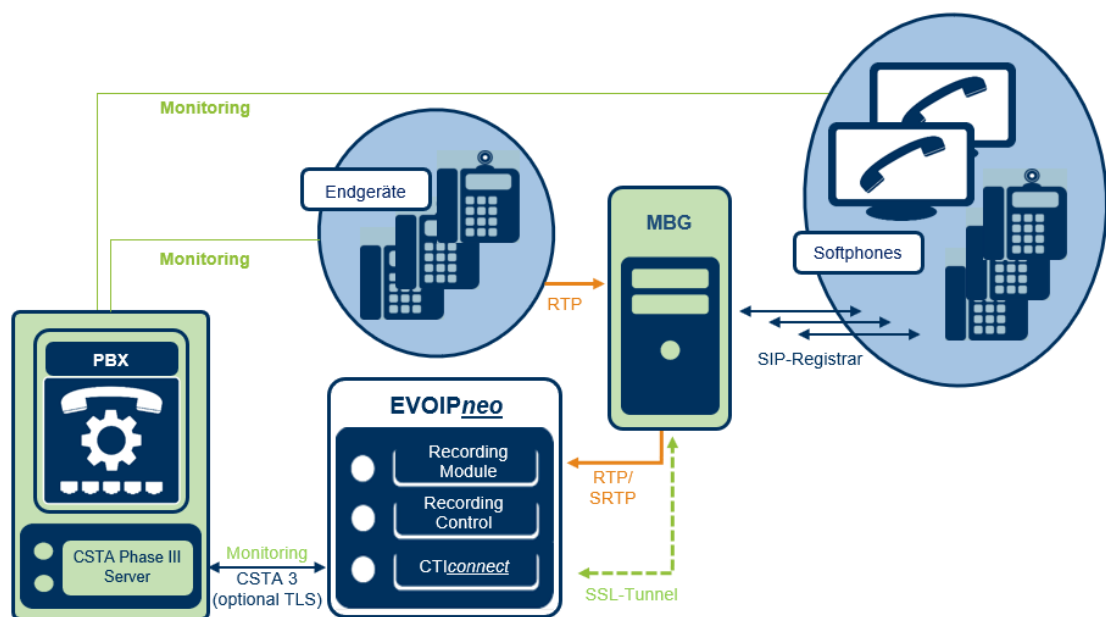 Monitoring
Endgeräte
MBG
Softphones
Monitoring
RTP
SIP-Registrar
PBX
EVOIPneo
Recording
Module
RTP/
SRTP
Recording
Control
CSTA Phase III
Server
Monitoring
CSTA 3
(optional TLS)
CTIconnect
SSL-Tunnel